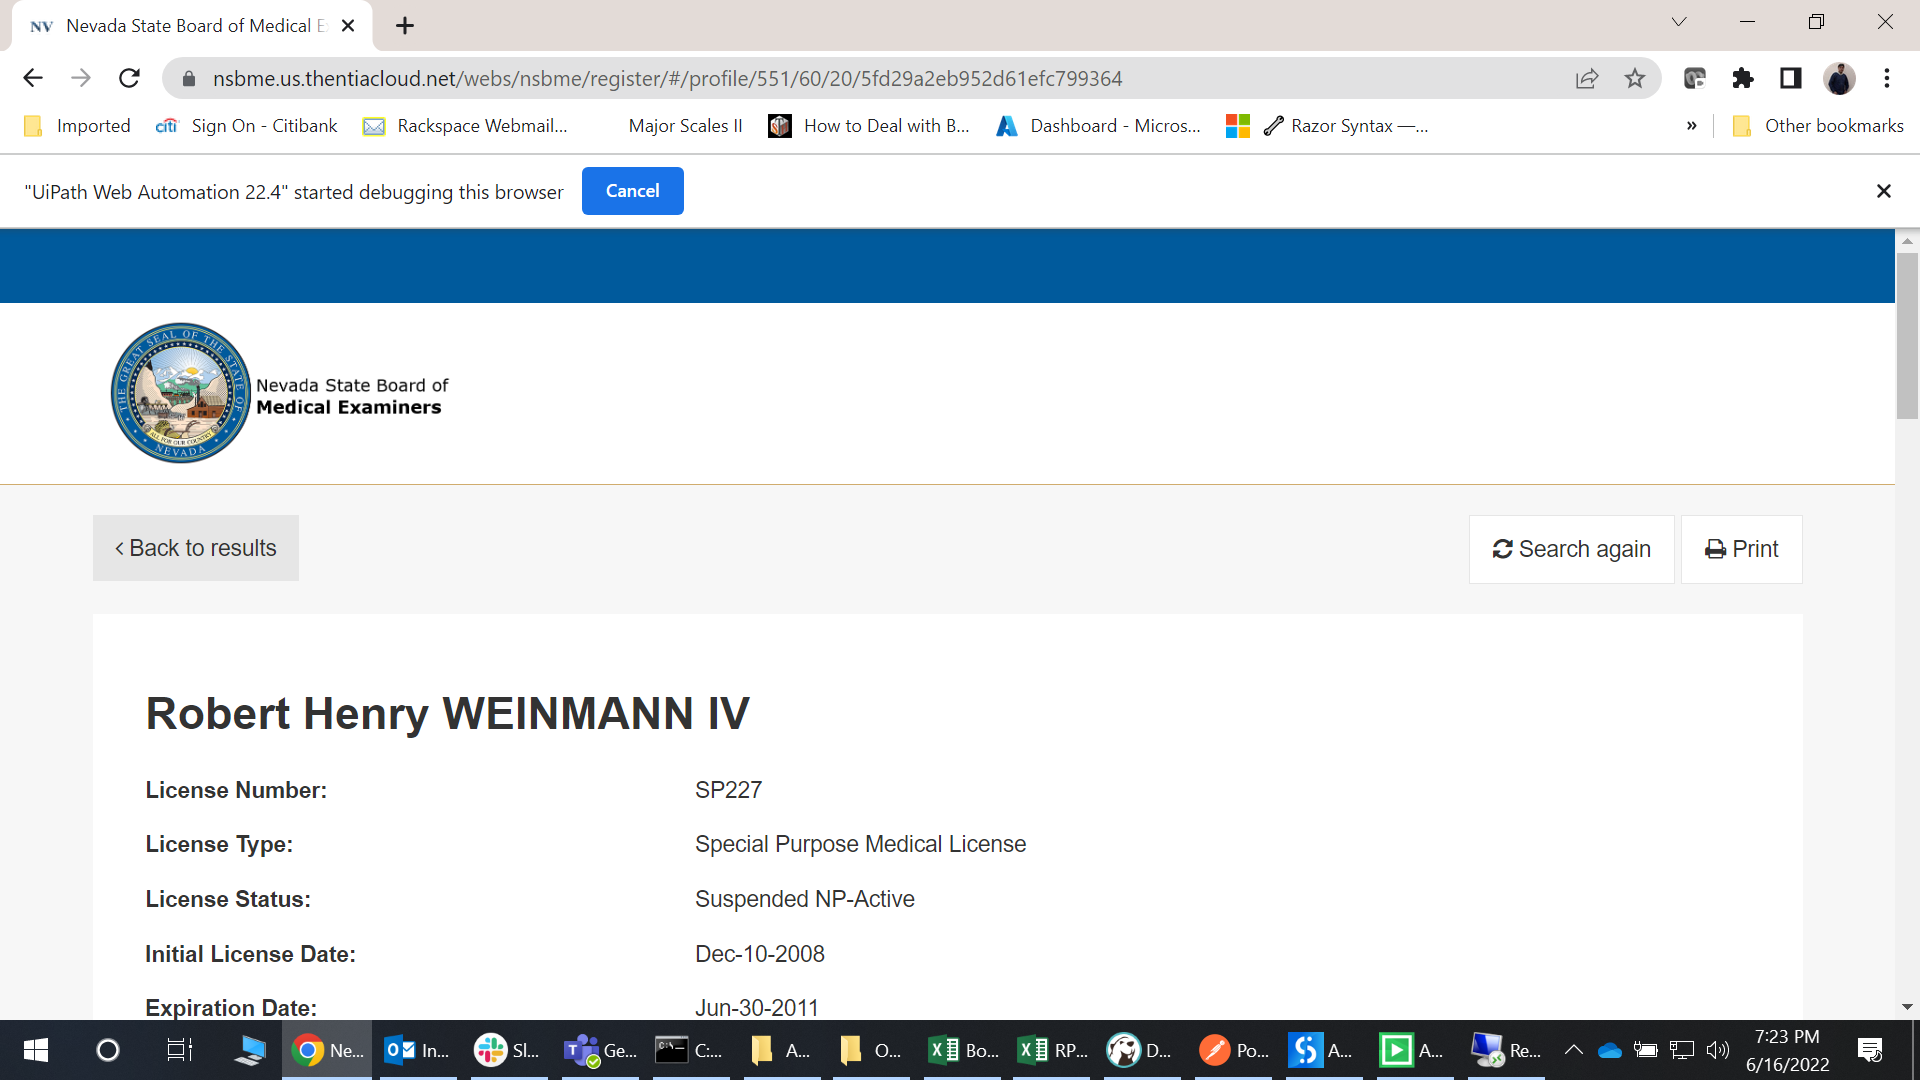 NV Nevada State Board of Medical E
nsbme.us.thentiacloud.net/webs/nsbme/register/#/profile/551/60/20/5fd29a2eb952d61efc799364
Imported citi Sign On - Citibank Rackspace Webmail... Major Scales II How to Deal with B... Dashboard - Micros... Razor Syntax —... » Other bookmarks
"UiPath Web Automation 22.4" started debugging this browser Cancel
THE GREAT SEAL OF THE STATE OF NEVADA
ALL FOR OUR COUNTRY
Nevada State Board of
Medical Examiners
Back to results Search again Print
Robert Henry WEINMANN IV
License Number: SP227
License Type: Special Purpose Medical License
License Status: Suspended NP-Active
Initial License Date: Dec-10-2008
Expiration Date: Jun-30-2011
Ne... In... Sl... Ge... C:... A... O... Bo... RP... D... Po... A... A... Re... 7:23 PM
6/16/2022